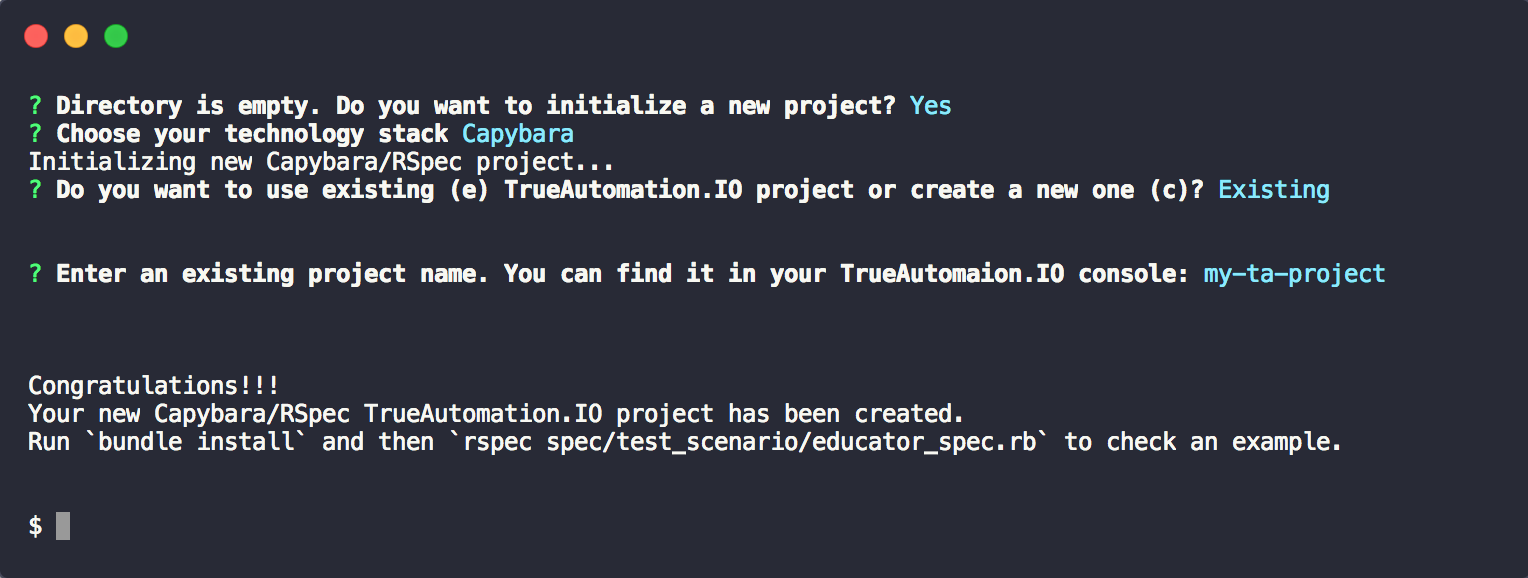 ? Directory is empty. Do you want to initialize a new project? Yes
? Choose your technology stack Capybara
Initializing new Capybara/RSpec project...
? Do you want to use existing (e) TrueAutomation.IO project or create a new one (c)? Existing
? Enter an existing project name. You can find it in your TrueAutomaion.IO console: my-ta-project
Congratulations!!!
Your new Capybara/RSpec TrueAutomation.IO project has been created.
Run `bundle install` and then `rspec spec/test_scenario/educator_spec.rb` to check an example.
$